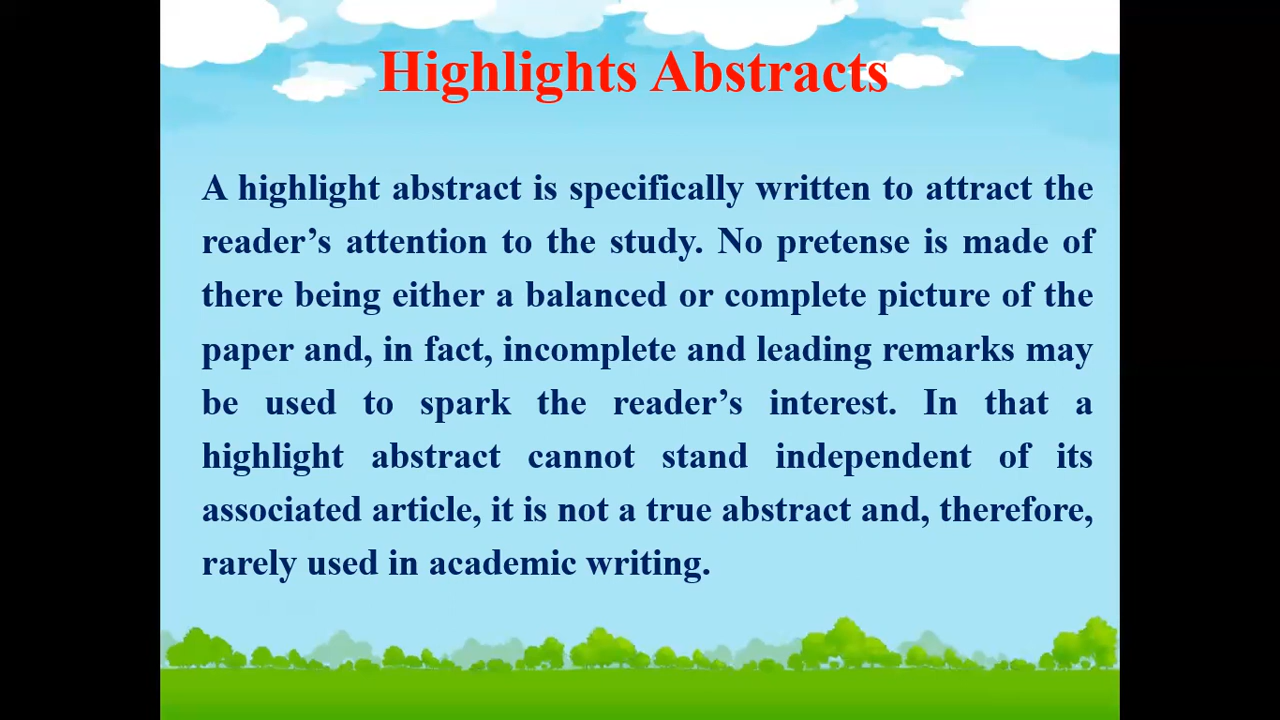 Highlights Abstracts
A highlight abstract is specifically written to attract the
reader’s attention to the study. No pretense is made of
there being either a balanced or complete picture of the
paper and, in fact, incomplete and leading remarks may
be used to spark the reader’s interest. In that a
highlight abstract cannot stand independent of its
associated article, it is not a true abstract and, therefore,
rarely used in academic writing.